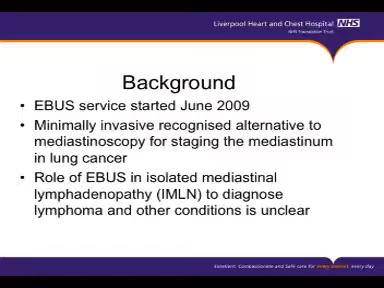 Liverpool Heart and Chest Hospital NHS
NHS Foundation Trust
Background
• EBUS service started June 2009
• Minimally invasive recognised alternative to
mediastinoscopy for staging the mediastinum
in lung cancer
• Role of EBUS in isolated mediastinal
lymphadenopathy (IMLN) to diagnose
lymphoma and other conditions is unclear
Excellent, Compassionate and Safe care for every patient, every day